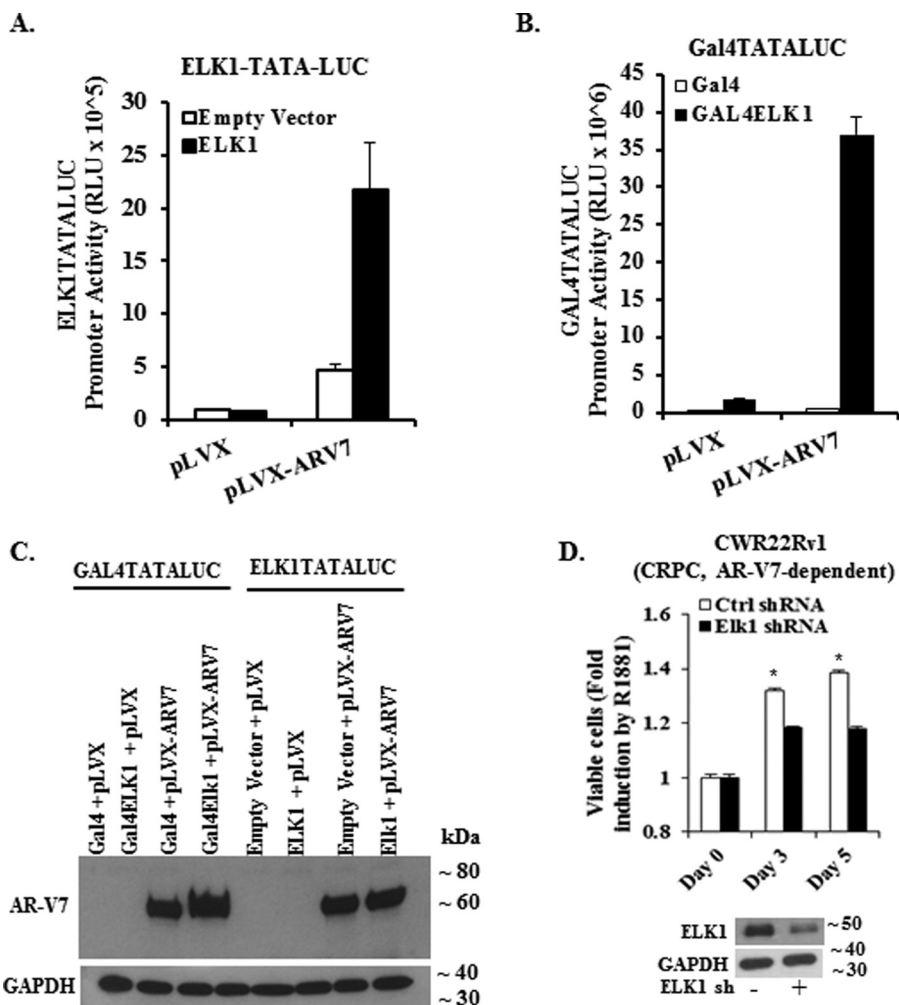 A.
ELK1-TATA-LUC
Empty Vector
ELK1
ELK1TATALUC
Promoter Activity (RLU x 10^5)
30
25
20
15
10
5
0
pLVX
pLVX-ARV7
B.
Gal4TATALUC
Gal4
GAL4ELK1
GAL4TATALUC
Promoter Activity (RLU x 10^6)
45
40
35
30
25
20
15
10
5
0
pLVX
pLVX-ARV7
C.
GAL4TATALUC
ELK1TATALUC
Gal4 +pLVX
Gal4ELK1 +pLVX
Gal4 +pLVX-ARV7
Gal4Elk1 +pLVX-ARV7
Empty Vector +pLVX
ELK1 +pLVX
Empty Vector +pLVX-ARV7
Elk1 +pLVX-ARV7
kDa
~ 80
AR-V7
~ 60
~ 40
GAPDH
~ 30
D.
CWR22Rv1
(CRPC, AR-V7-dependent)
Ctrl shRNA
Elk1 shRNA
Viable cells (Fold
induction by R1881)
1.6
1.4
1.2
1
0.8
*
*
Day 0
Day 3
Day 5
ELK1
~50
~40
GAPDH
~30
ELK1 sh - +